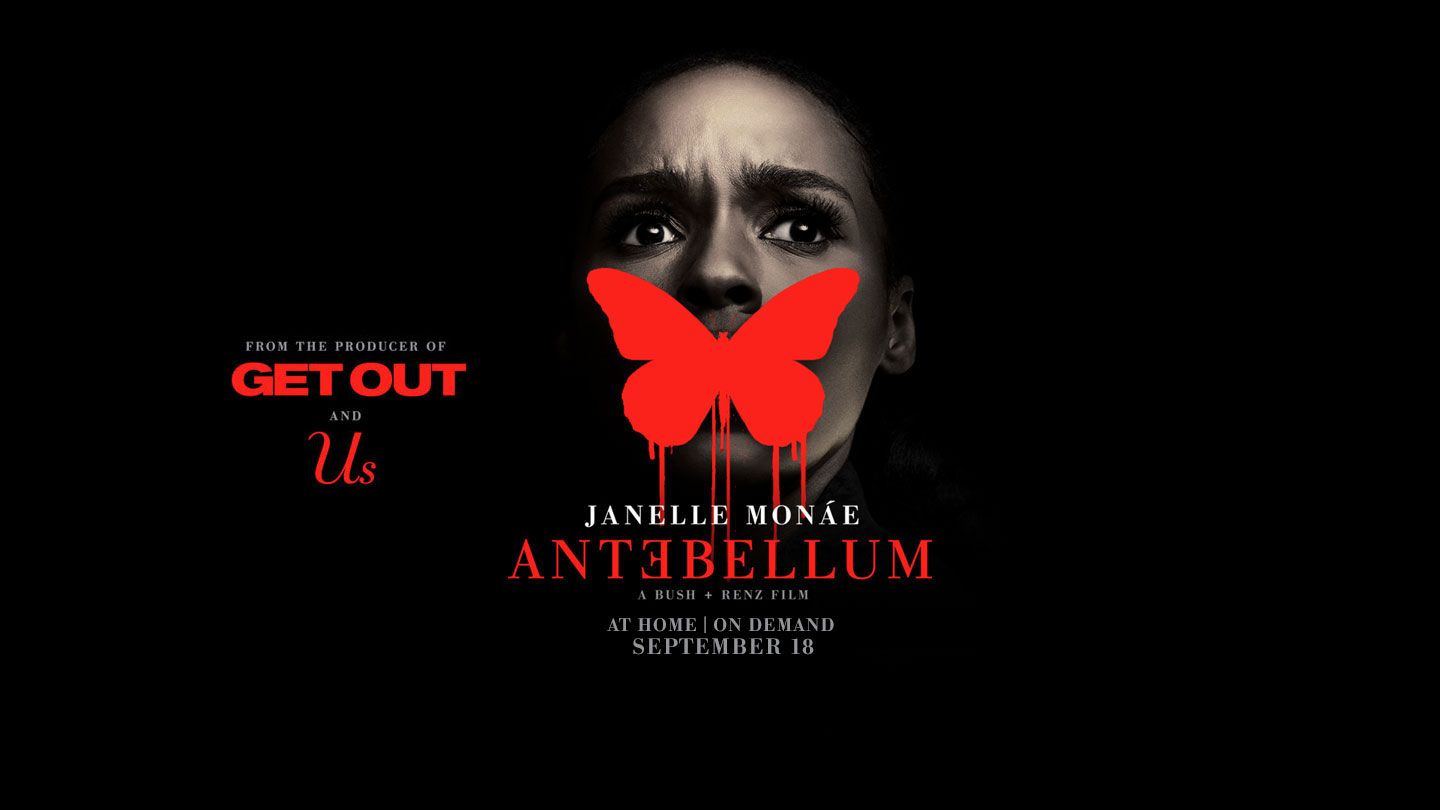 FROM THE PRODUCER OF
GET OUT
AND
Us
JANELLE MONÁE
ANTƎBELLUM
A BUSH + RENZ FILM
AT HOME | ON DEMAND
SEPTEMBER 18